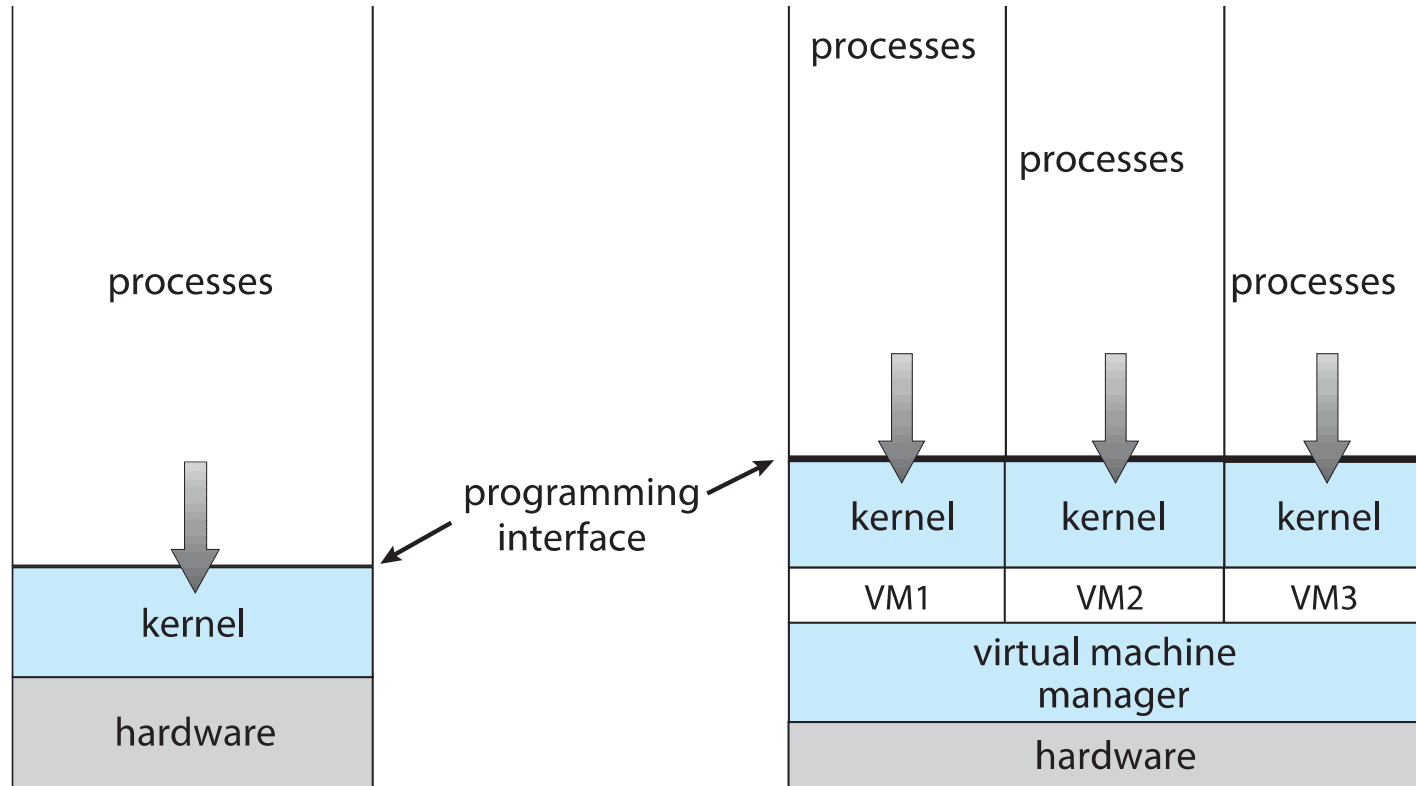 processes
kernel
hardware
programming
interface
processes
processes
processes
kernel kernel kernel
VM1 VM2 VM3
virtual machine
manager
hardware